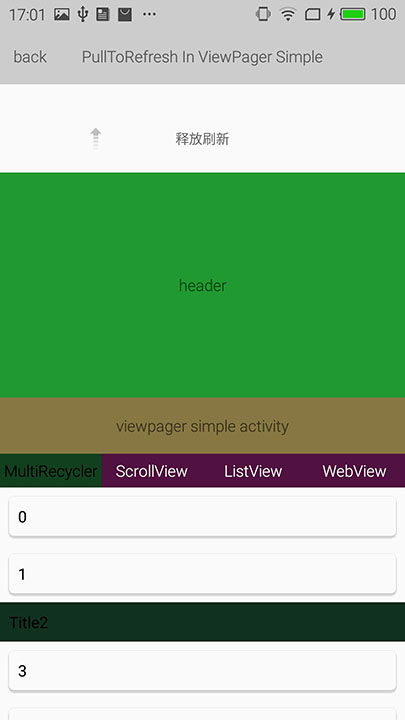 17:01 ··· 100
back PullToRefresh In ViewPager Simple
释放刷新
header
viewpager simple activity
MultiRecycler ScrollView ListView WebView
0
1
Title2
3